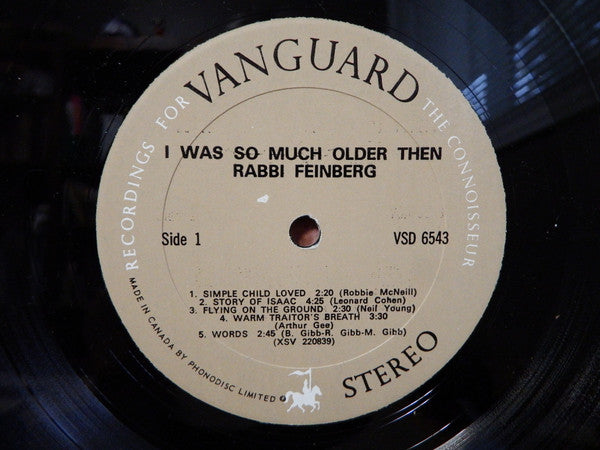 RECORDINGS FOR VANGUARD THE CONNOISSEUR
I WAS SO MUCH OLDER THEN
RABBI FEINBERG
Side 1
VSD 6543
1. SIMPLE CHILD LOVED 2:20 (Robbie McNeill)
2. STORY OF ISAAC 4:25 (Leonard Cohen)
3. FLYING ON THE GROUND 2:30 (Neil Young)
4. WARM TRAITOR'S BREATH 3:30
(Arthur Gee)
5. WORDS 2:45 (B. Gibb-R. Gibb-M. Gibb)
(XSV 220839)
MADE IN CANADA BY PHONODISC LIMITED
STEREO